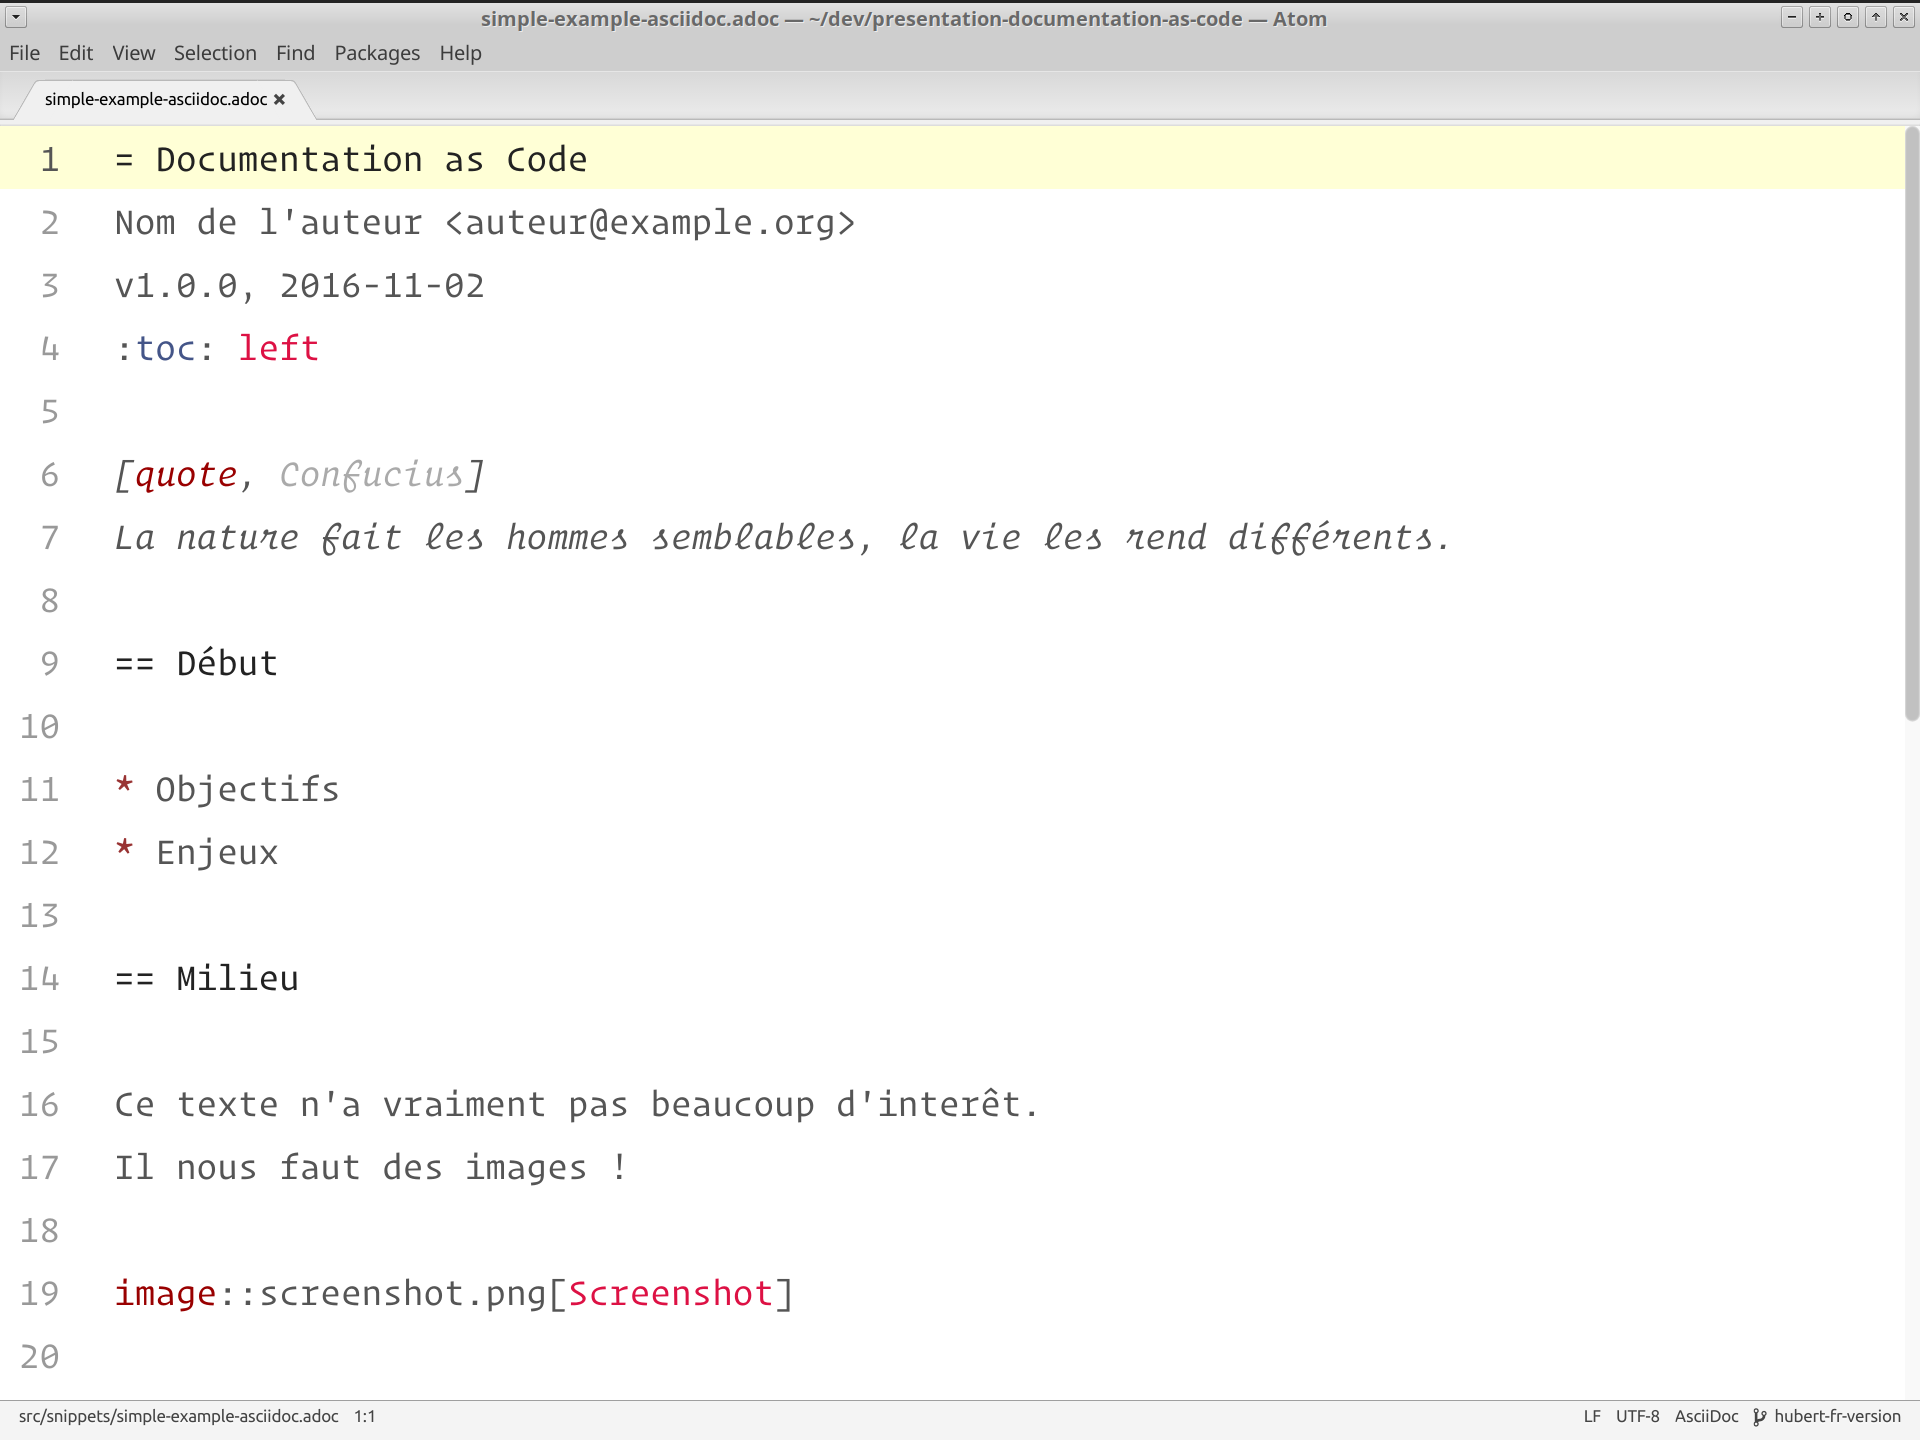 simple-example-asciidoc.adoc — ~/dev/presentation-documentation-as-code — Atom
File Edit View Selection Find Packages Help
simple-example-asciidoc.adoc
1 = Documentation as Code
2 Nom de l'auteur <auteur@example.org>
3 v1.0.0, 2016-11-02
4 :toc: left
5
6 [quote, Confucius]
7 La nature fait les hommes semblables, la vie les rend différents.
8
9 == Début
10
11 * Objectifs
12 * Enjeux
13
14 == Milieu
15
16 Ce texte n'a vraiment pas beaucoup d'interêt.
17 Il nous faut des images !
18
19 image::screenshot.png[Screenshot]
20
src/snippets/simple-example-asciidoc.adoc 1:1 LF UTF-8 AsciiDoc hubert-fr-version